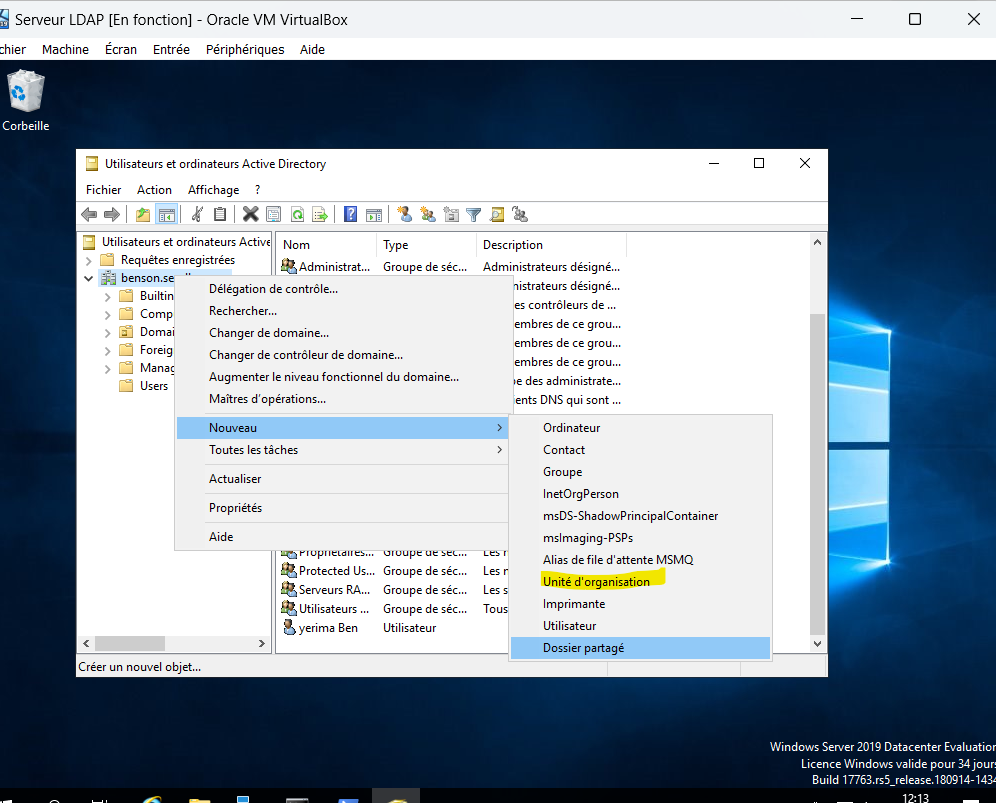 Serveur LDAP [En fonction] - Oracle VM VirtualBox
chier Machine Écran Entrée Périphériques Aide
Corbeille
Utilisateurs et ordinateurs Active Directory
Fichier Action Affichage ?
Utilisateurs et ordinateurs Active
Requêtes enregistrées
Builtin
Comp
Domai
Foreig
Manag
Users
Nom Type Description
Administrat... Groupe de séc... Administrateurs désigné...
nistrateurs désigné...
es contrôleurs de ...
embres de ce grou...
embres de ce grou...
embres de ce grou...
e des administrate...
ents DNS qui sont ...
Propriétaires... Groupe de séc... Les
Protected Us... Groupe de séc... Les
Serveurs RA... Groupe de séc... Les s
Utilisateurs ... Groupe de séc... Tous
yerima Ben Utilisateur
Délégation de contrôle...
Rechercher...
Changer de domaine...
Changer de contrôleur de domaine...
Augmenter le niveau fonctionnel du domaine...
Maîtres d'opérations...
Nouveau
Toutes les tâches
Actualiser
Propriétés
Aide
Ordinateur
Contact
Groupe
InetOrgPerson
msDS-ShadowPrincipalContainer
msImaging-PSPs
Alias de file d'attente MSMQ
Unité d'organisation
Imprimante
Utilisateur
Dossier partagé
Créer un nouvel objet...
Windows Server 2019 Datacenter Evaluation
Licence Windows valide pour 34 jours
Build 17763.rs5_release.180914-1434
12:13